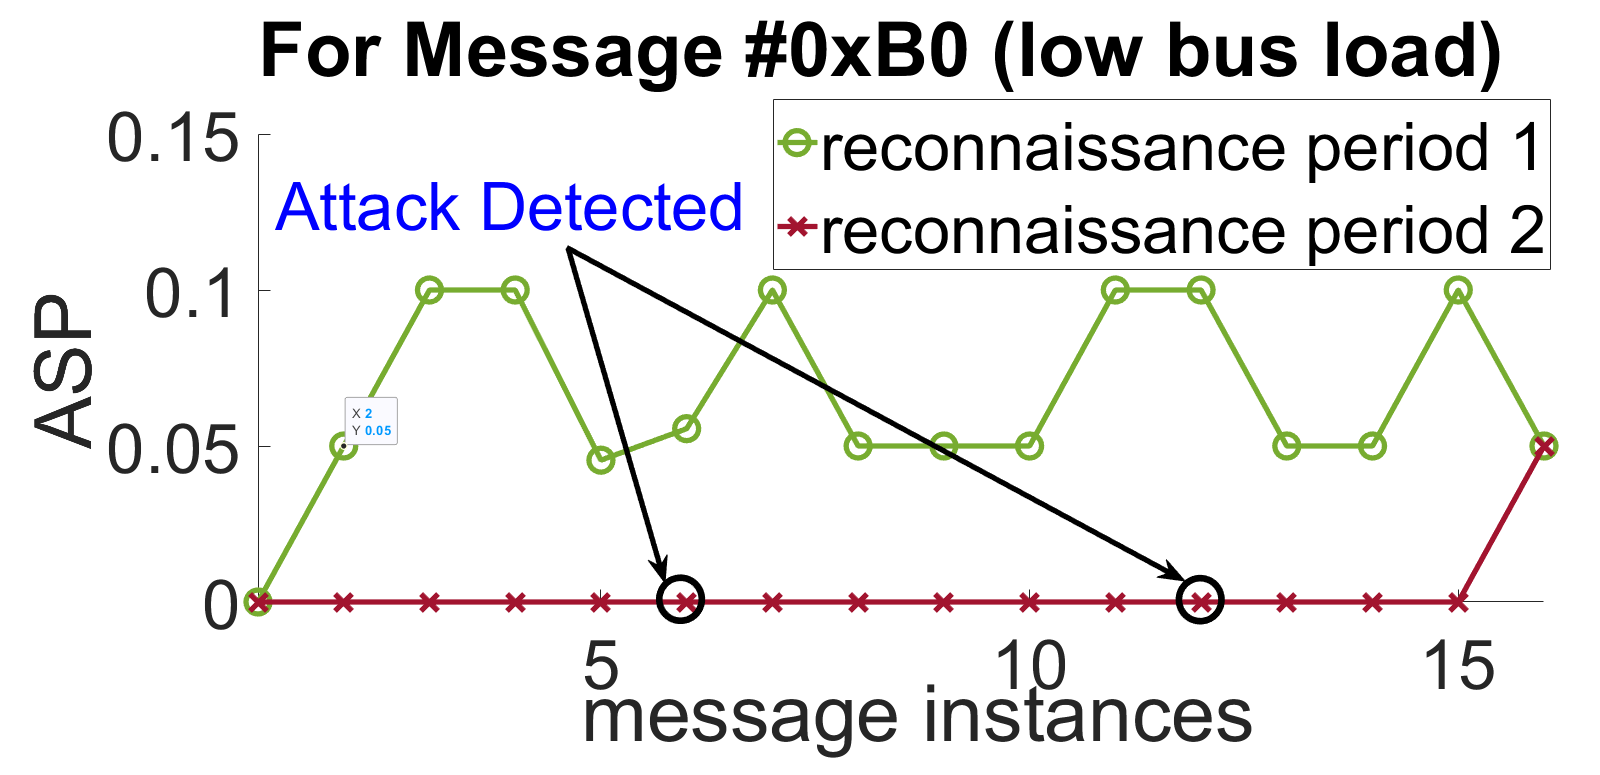 For Message #0xB0 (low bus load)
reconnaissance period 1
reconnaissance period 2
Attack Detected
0.15
0.1
0.05
0
ASP
X 2
Y 0.05
5
10
15
message instances